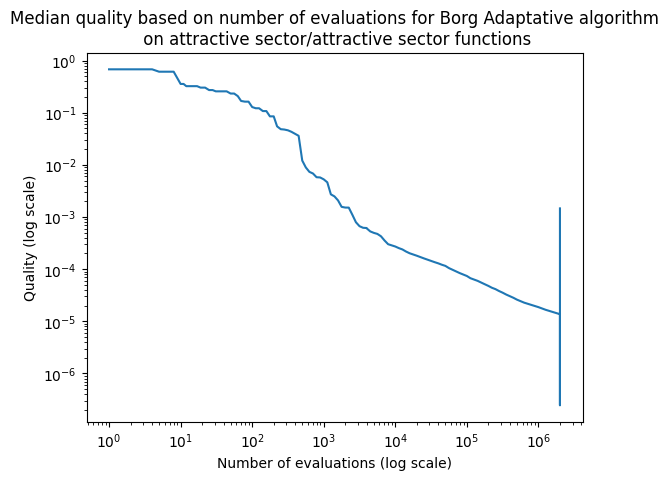 Median quality based on number of evaluations for Borg Adaptative algorithm
on attractive sector/attractive sector functions
Quality (log scale)
10⁰
10⁻¹
10⁻²
10⁻³
10⁻⁴
10⁻⁵
10⁻⁶
10⁰ 10¹ 10² 10³ 10⁴ 10⁵ 10⁶
Number of evaluations (log scale)